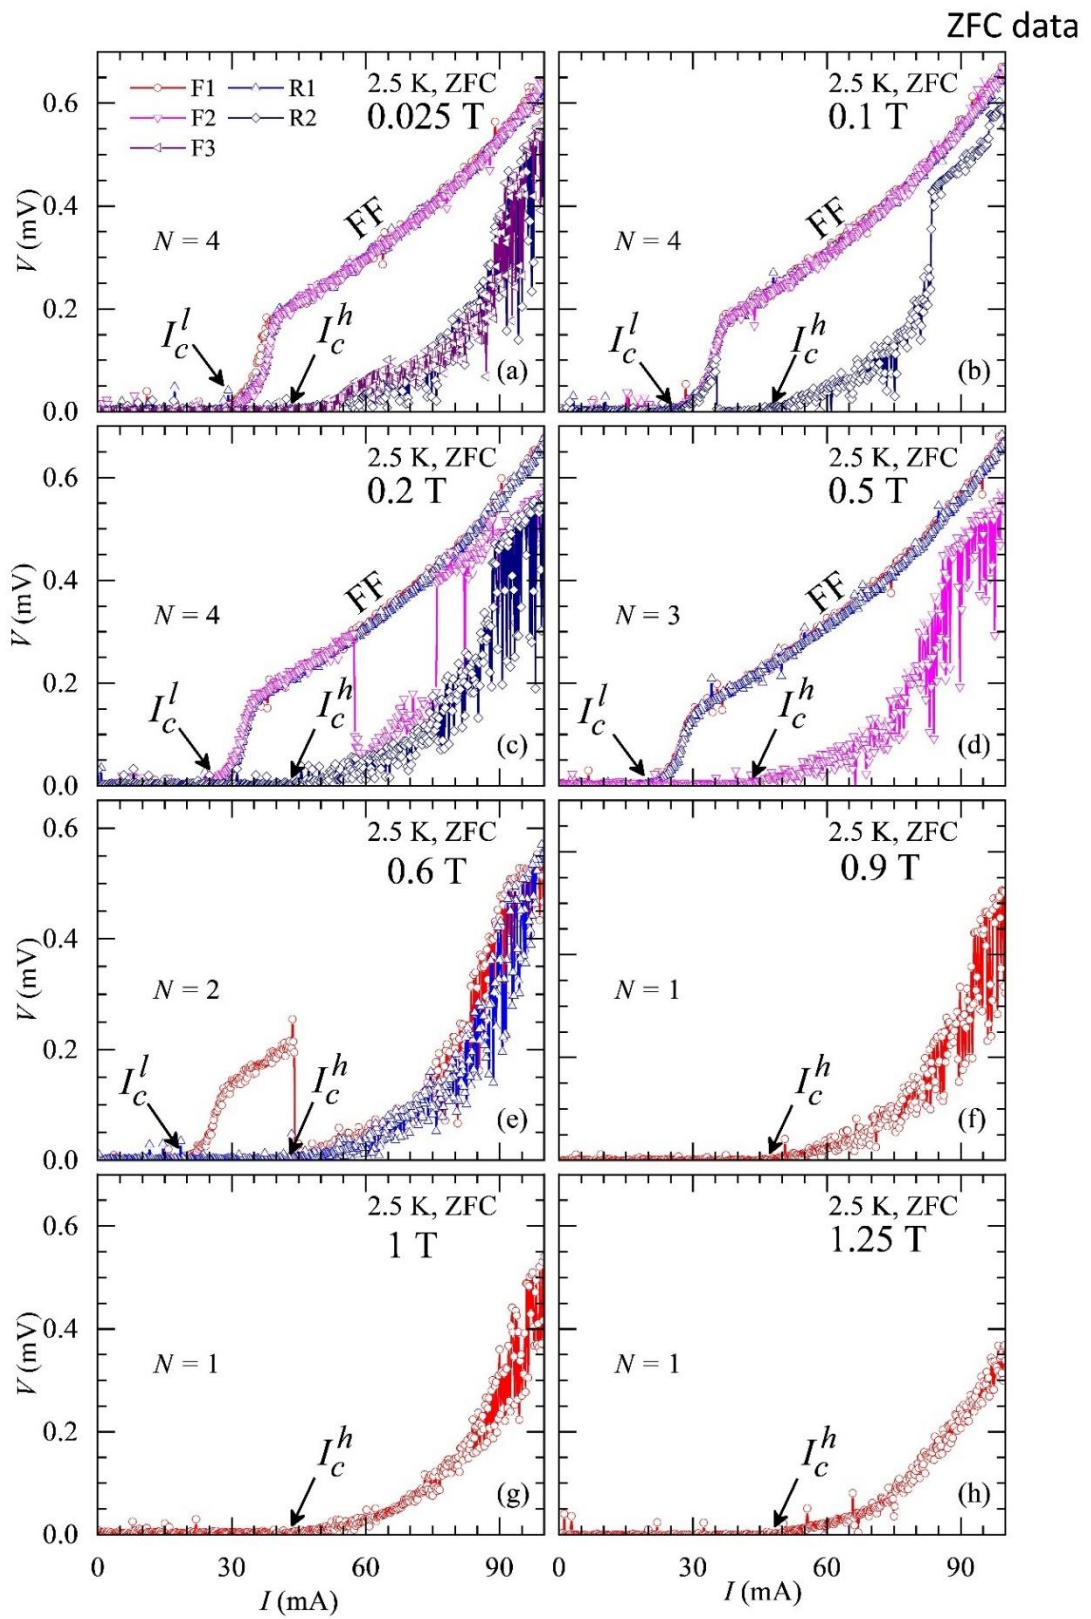 ZFC data
F1 R1
F2 R2
F3
2.5 K, ZFC
0.025 T
FF
N = 4
I_c^l
I_c^h
(a)
V (mV)
0.6
0.4
0.2
0.0
2.5 K, ZFC
0.1 T
FF
N = 4
I_c^l
I_c^h
(b)
2.5 K, ZFC
0.2 T
FF
N = 4
I_c^l
I_c^h
(c)
V (mV)
0.6
0.4
0.2
0.0
2.5 K, ZFC
0.5 T
FF
N = 3
I_c^l
I_c^h
(d)
2.5 K, ZFC
0.6 T
N = 2
I_c^l
I_c^h
(e)
V (mV)
0.6
0.4
0.2
0.0
2.5 K, ZFC
0.9 T
N = 1
I_c^h
(f)
2.5 K, ZFC
1 T
N = 1
I_c^h
(g)
V (mV)
0.6
0.4
0.2
0.0
0 30 60 90
I (mA)
2.5 K, ZFC
1.25 T
N = 1
I_c^h
(h)
0 30 60 90
I (mA)